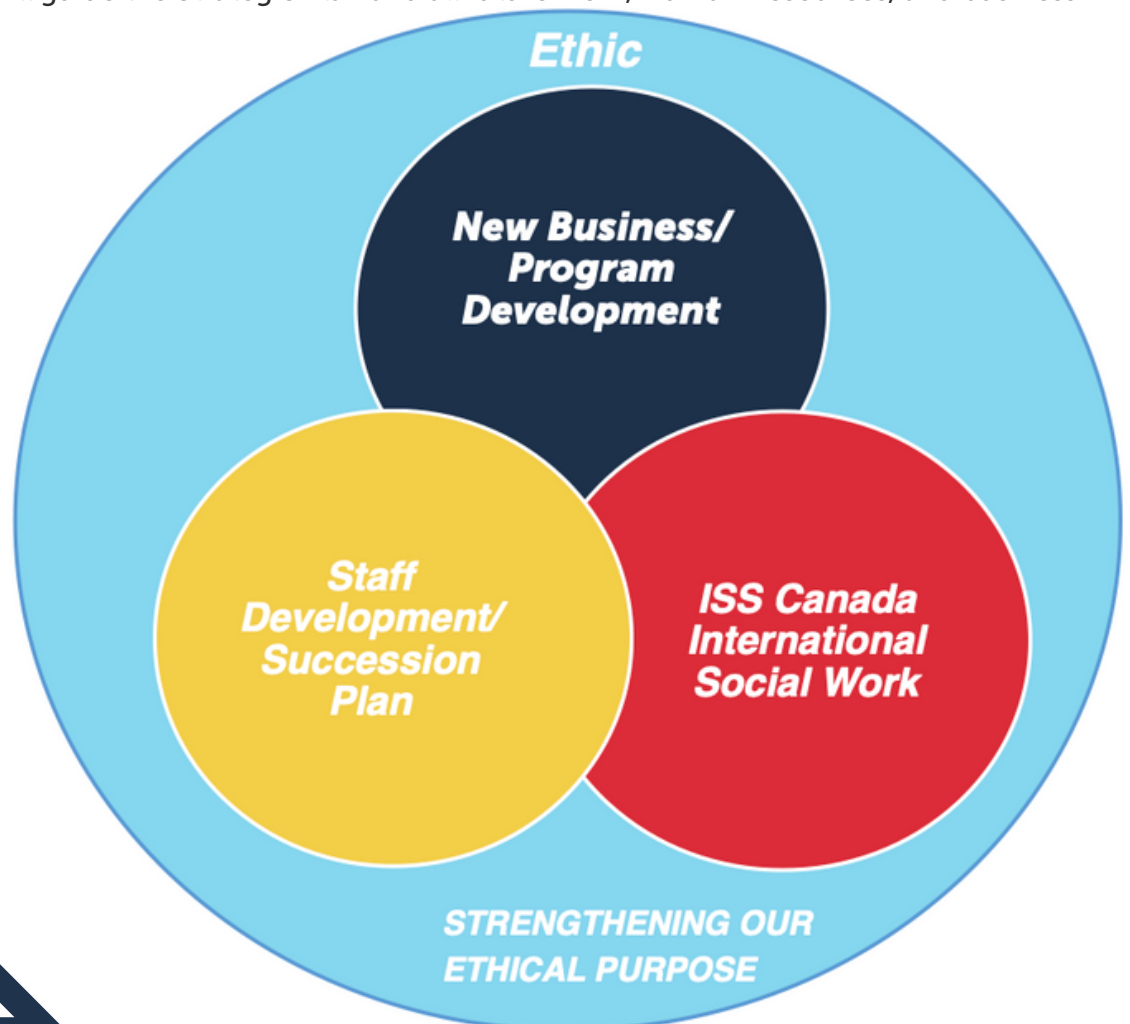 Ethic
New Business/
Program
Development
Staff
Development/
Succession
Plan
ISS Canada
International
Social Work
STRENGTHENING OUR
ETHICAL PURPOSE